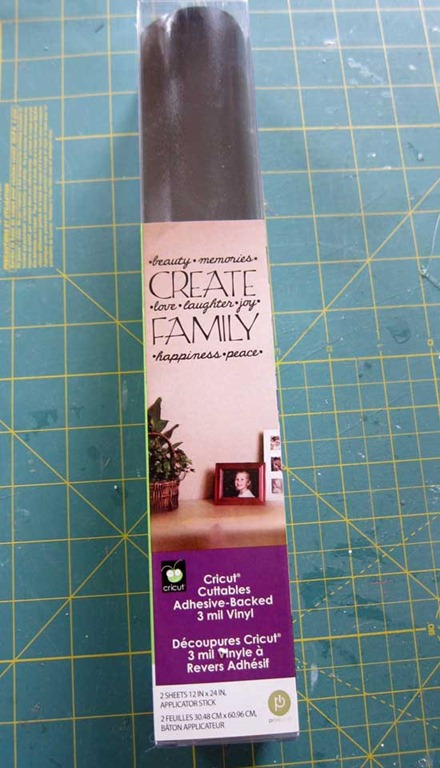 •beauty•memories•
CREATE
•love•laughter•joy•
FAMILY
•happiness•peace•
cricut
Cricut®
Cuttables
Adhesive-Backed
3 mil Vinyl
Découpures Cricut®
3 mil Vinyle à
Revers Adhésif
2 SHEETS 12 IN x 24 IN,
APPLICATOR STICK
2 FEUILLES 30.48 CM x 60.96 CM,
BÂTON APPLICATEUR